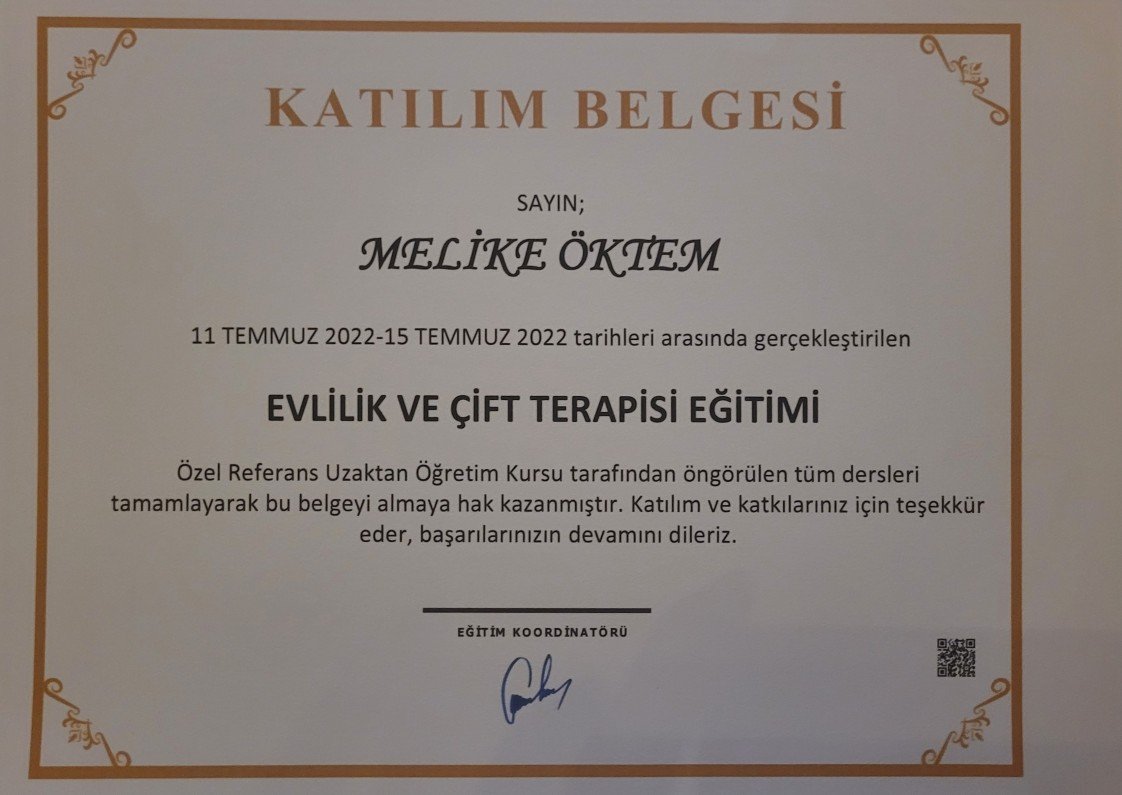 KATILIM BELGESİ
SAYIN;
MELİKE ÖKTEM
11 TEMMUZ 2022-15 TEMMUZ 2022 tarihleri arasında gerçekleştirilen
EVLİLİK VE ÇİFT TERAPİSİ EĞİTİMİ
Özel Referans Uzaktan Öğretim Kursu tarafından öngörülen tüm dersleri
tamamlayarak bu belgeyi almaya hak kazanmıştır. Katılım ve katkılarınız için teşekkür
eder, başarılarınızın devamını dileriz.
EĞİTİM KOORDİNATÖRÜ